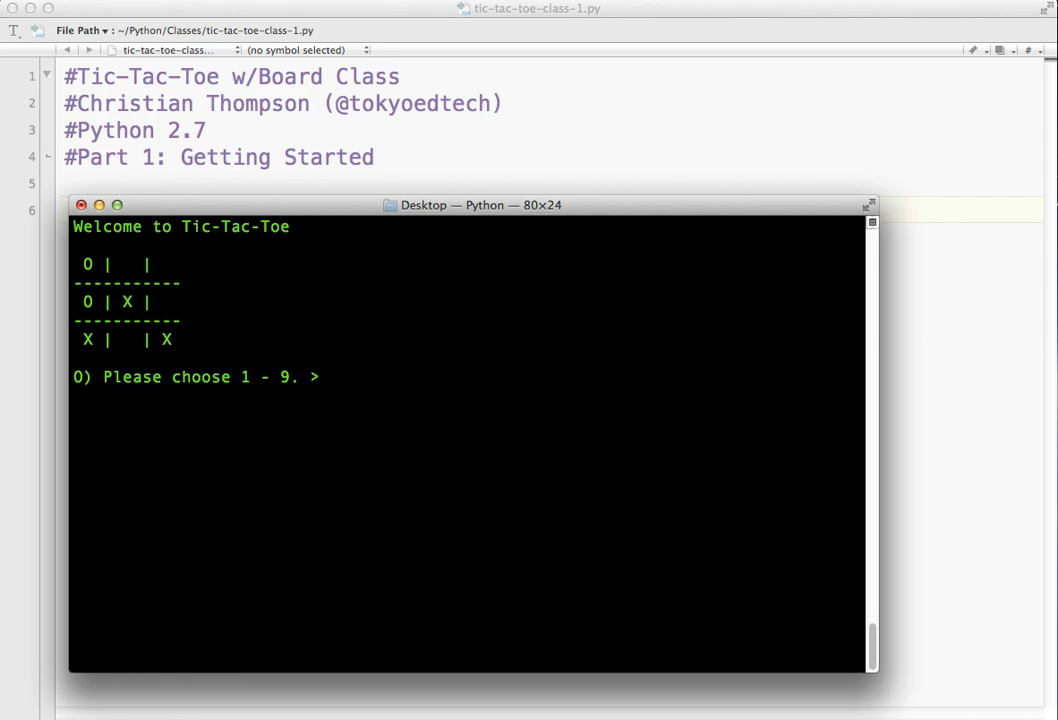 tic-tac-toe-class-1.py
File Path ▾ : ~/Python/Classes/tic-tac-toe-class-1.py
tic-tac-toe-class... (no symbol selected) #
1 #Tic-Tac-Toe w/Board Class
2 #Christian Thompson (@tokyoedtech)
3 #Python 2.7
4 #Part 1: Getting Started
5
6
Desktop — Python — 80×24
Welcome to Tic-Tac-Toe
O |   |
-----------
O | X |
-----------
X |   | X
O) Please choose 1 - 9. >